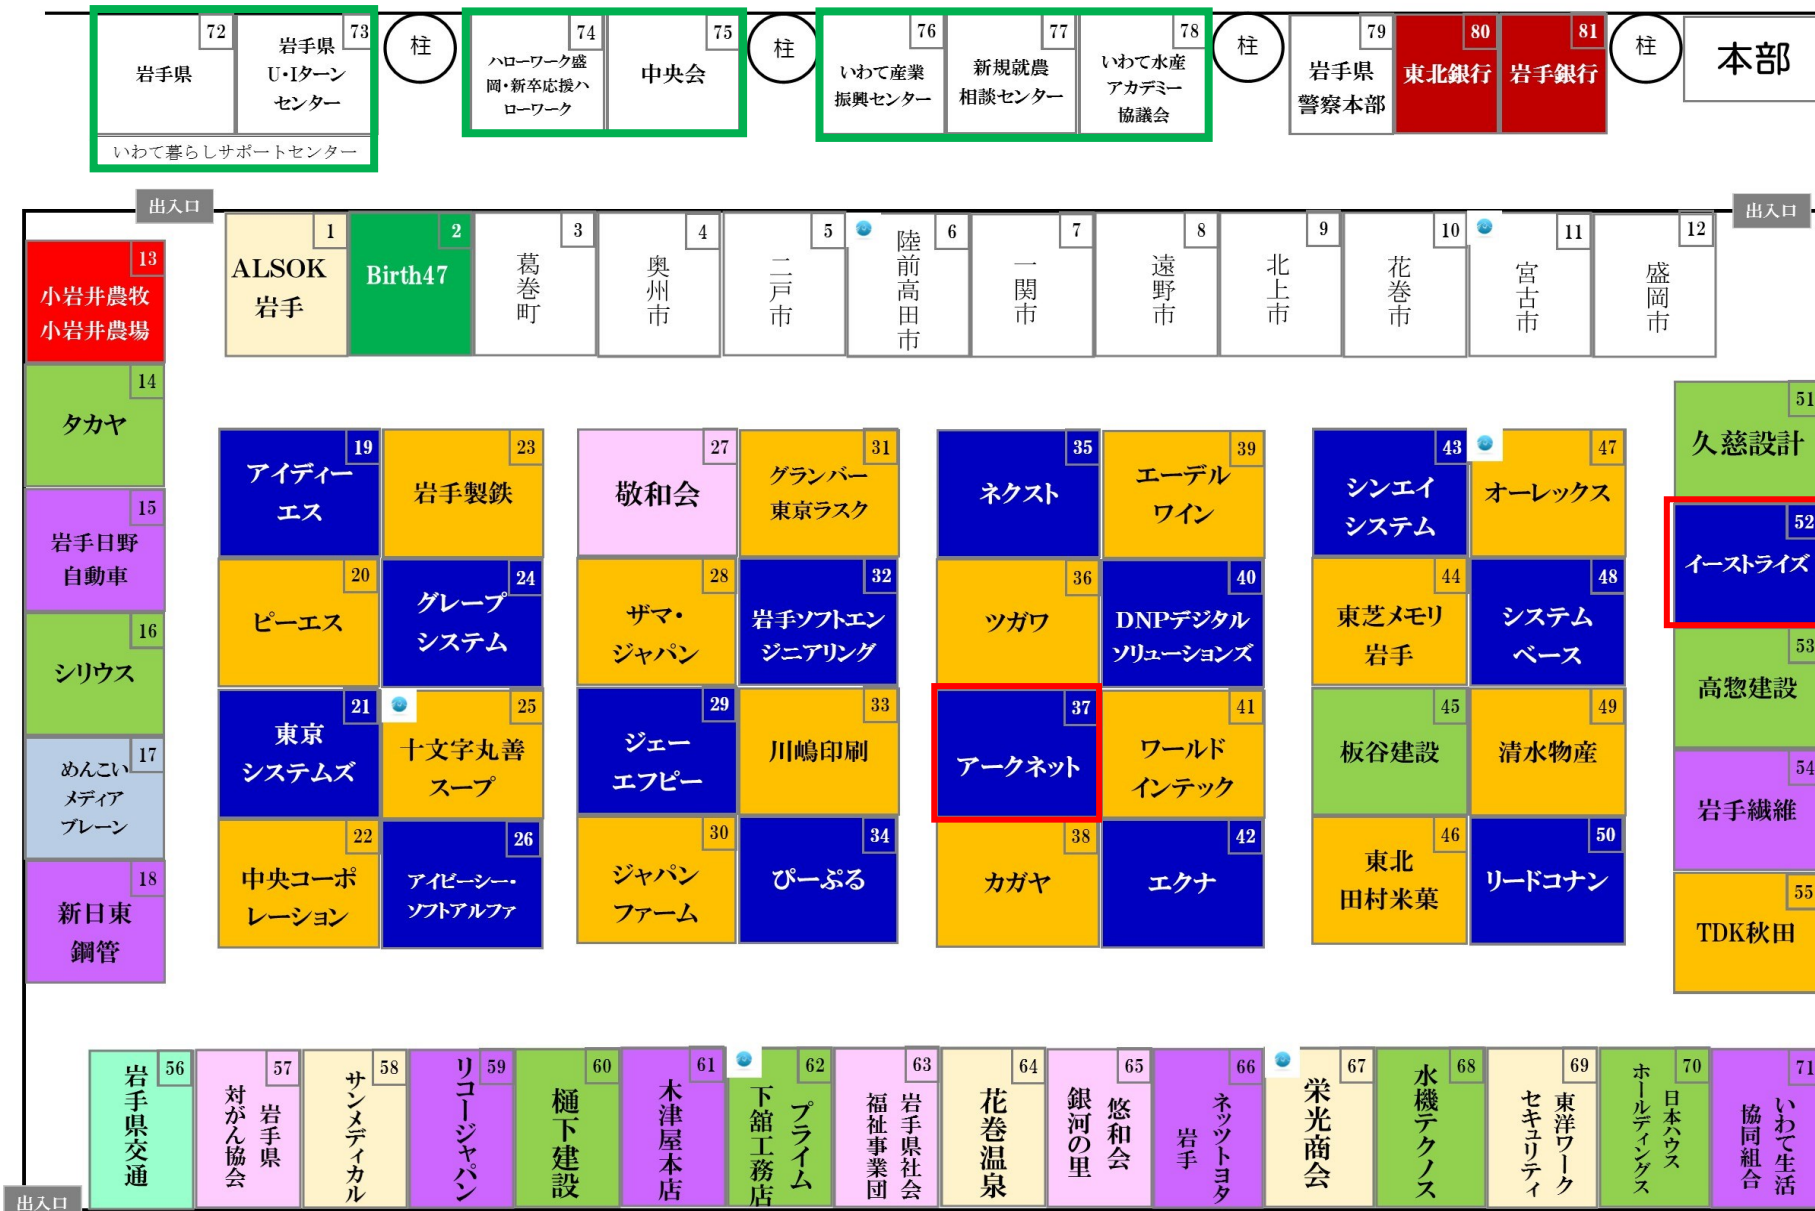 72
岩手県
73
岩手県
U・Iターン
センター
いわて暮らしサポートセンター
柱
74
ハローワーク盛
岡・新卒応援ハ
ローワーク
75
中央会
柱
76
いわて産業
振興センター
77
新規就農
相談センター
78
いわて水産
アカデミー
協議会
柱
79
岩手県
警察本部
80
東北銀行
81
岩手銀行
柱
本部
出入口
出入口
1
ALSOK
岩手
2
Birth47
3
葛巻町
4
奥州市
5
二戸市
6
陸前高田市
7
一関市
8
遠野市
9
北上市
10
花巻市
11
宮古市
12
盛岡市
13
小岩井農牧
小岩井農場
14
タカヤ
15
岩手日野
自動車
16
シリウス
17
めんこい
メディア
ブレーン
18
新日東
鋼管
19
アイディー
エス
20
ピーエス
21
東京
システムズ
22
中央コーポ
レーション
23
岩手製鉄
24
グレープ
システム
25
十文字丸善
スープ
26
アイビーシー・
ソフトアルファ
27
敬和会
28
ザマ・
ジャパン
29
ジェー
エフピー
30
ジャパン
ファーム
31
グランバー
東京ラスク
32
岩手ソフトエン
ジニアリング
33
川嶋印刷
34
ぴーぷる
35
ネクスト
36
ツガワ
37
アークネット
38
カガヤ
39
エーデル
ワイン
40
DNPデジタル
ソリューションズ
41
ワールド
インテック
42
エクナ
43
シンエイ
システム
44
東芝メモリ
岩手
45
板谷建設
46
東北
田村米菓
47
オーレックス
48
システム
ベース
49
清水物産
50
リードコナン
51
久慈設計
52
イーストライズ
53
高惣建設
54
岩手繊維
55
TDK秋田
56
岩手県交通
57
岩手県
対がん協会
58
サンメディカル
59
リコージャパン
60
樋下建設
61
木津屋本店
62
プライム
下舘工務店
63
岩手県社会
福祉事業団
64
花巻温泉
65
悠和会
銀河の里
66
ネッツトヨタ
岩手
67
栄光商会
68
水機テクノス
69
東洋ワーク
セキュリティ
70
日本ハウス
ホールディングス
71
いわて生活
協同組合
出入口